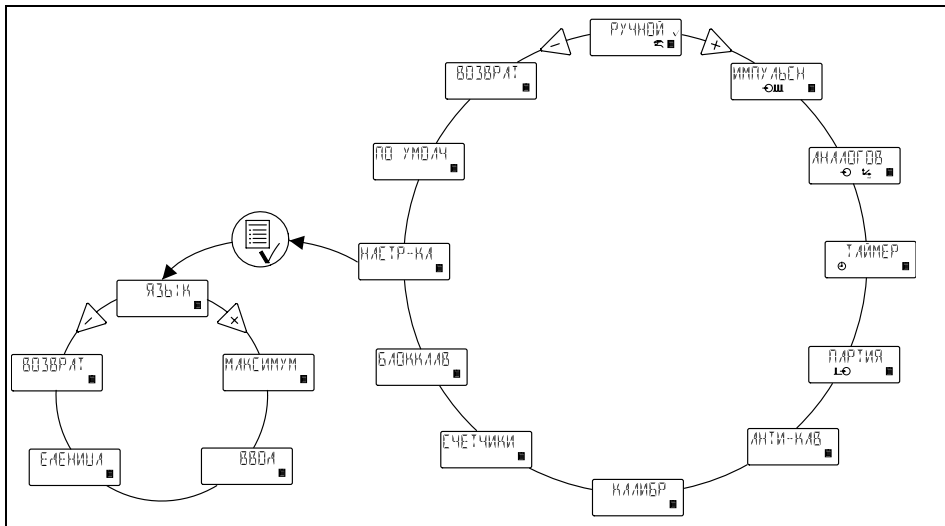 РУЧНОЙ
ИМПУЛЬСН
АНАЛОГОВ
ТАЙМЕР
ПАРТИЯ
АНТИ-КАВ
КАЛИБР
СЧЕТЧИКИ
БЛОККЛАВ
НАСТР-КА
ПО УМОЛЧ
ВОЗВРАТ
ЯЗЫК
МАКСИМУМ
ВВОД
ЕДЕНИЦА
ВОЗВРАТ